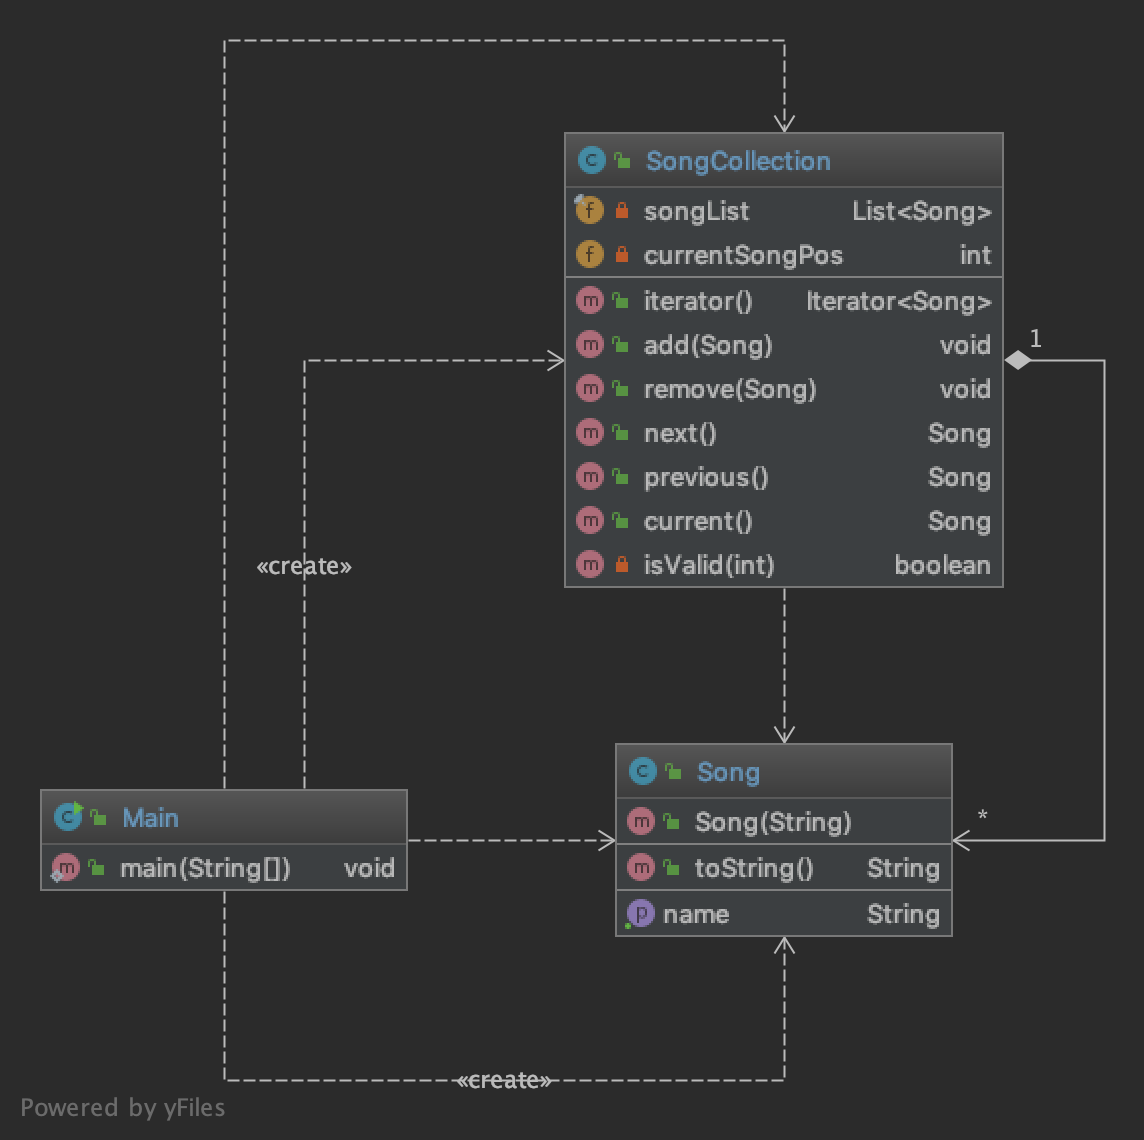 SongCollection
songList List<Song>
currentSongPos int
iterator() Iterator<Song>
add(Song) void
remove(Song) void
next() Song
previous() Song
current() Song
isValid(int) boolean
1
«create»
Song
Song(String)
toString() String
name String
*
Main
main(String[]) void
«create»
Powered by yFiles